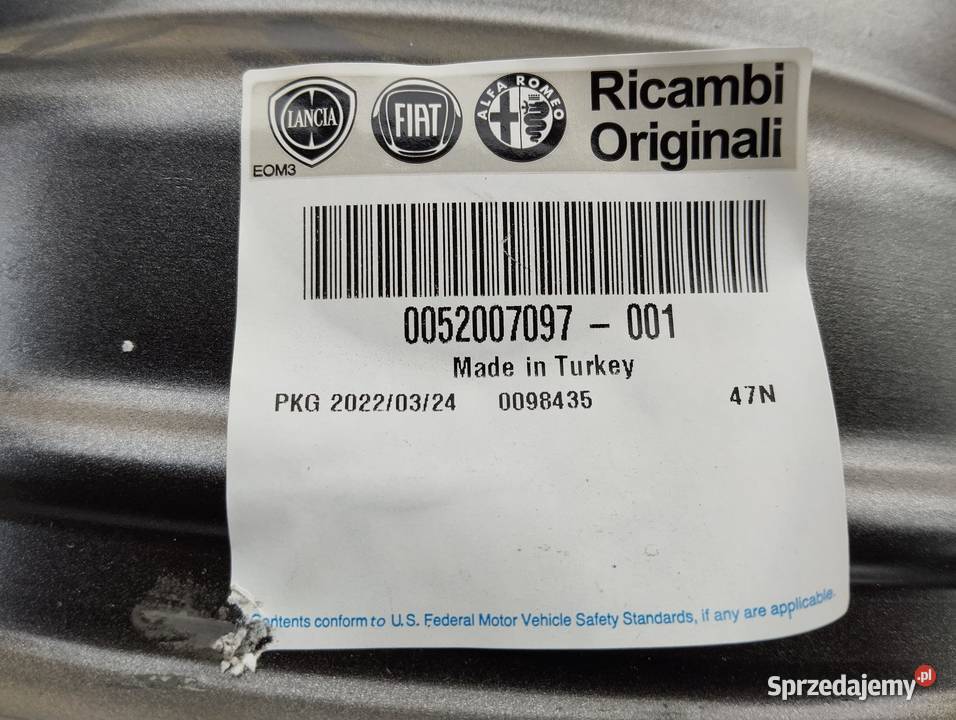 LANCIA
FIAT
ALFA ROMEO
Ricambi
Originali
EOM3
0052007097 - 001
Made in Turkey
PKG 2022/03/24 0098435 47N
Contents conform to U.S. Federal Motor Vehicle Safety Standards, if any are applicable.
Sprzedajemy.pl